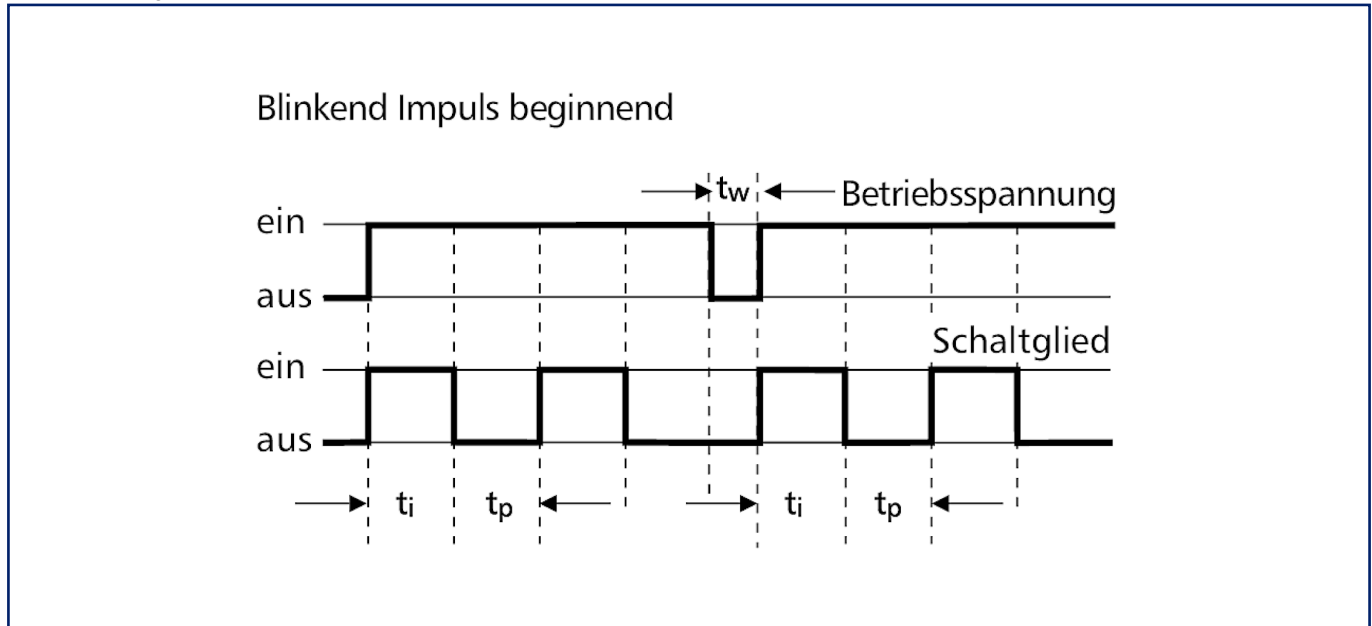 Blinkend Impuls beginnend
tw Betriebsspannung
ein
aus
Schaltglied
ein
aus
ti tp ti tp